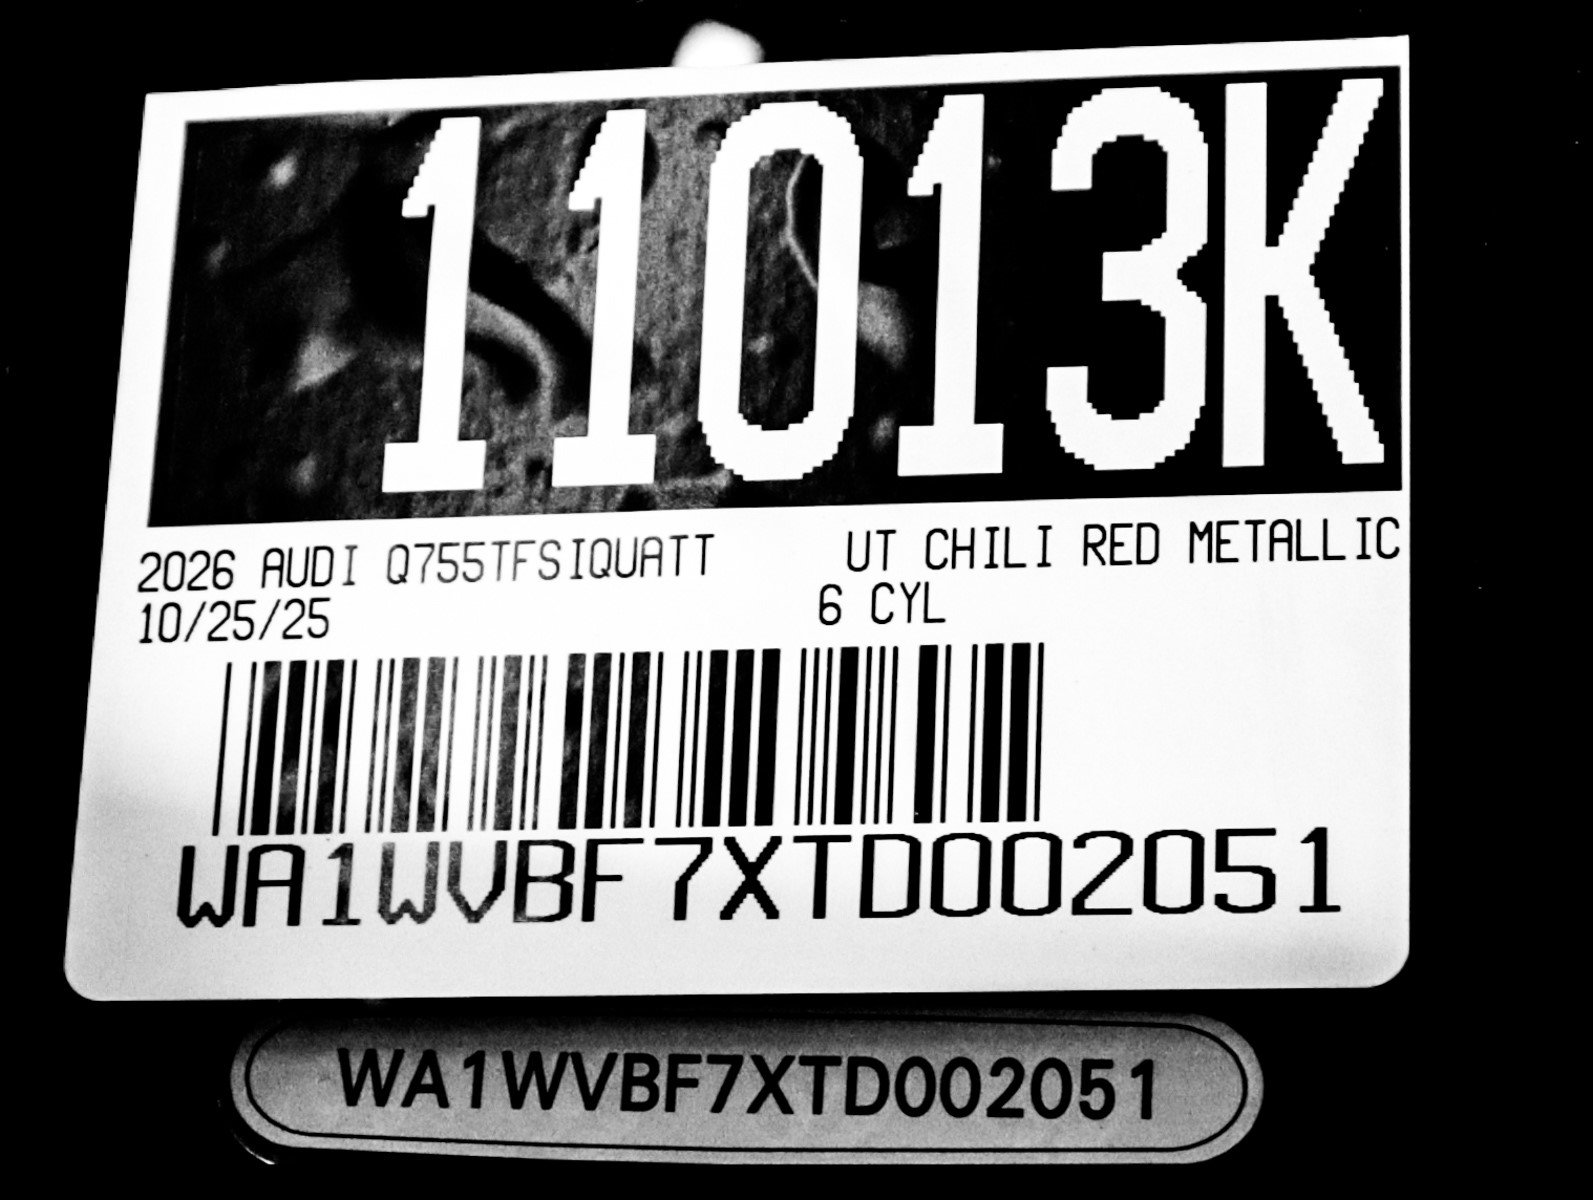 11013K
2026 AUDI Q755TFSIQUATT UT CHILI RED METALLIC
10/25/25 6 CYL
WA1WVBF7XTD002051
WA1WVBF7XTD002051